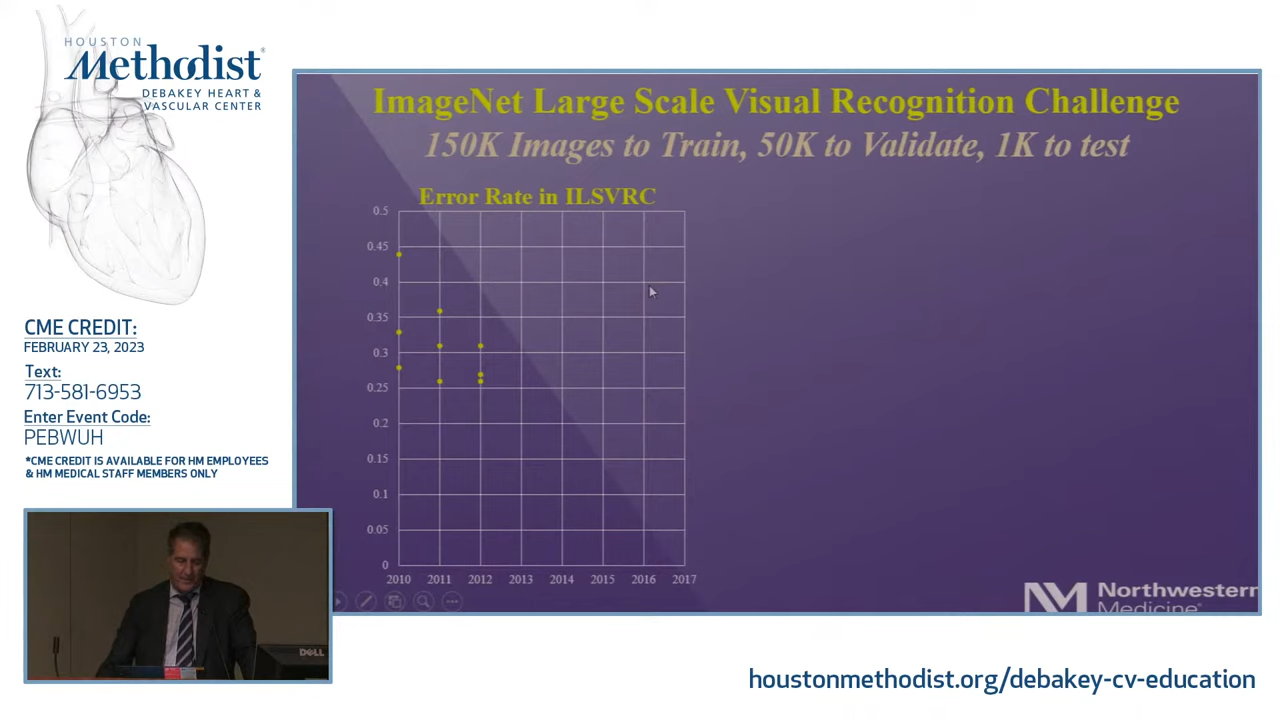 HOUSTON
Methodist®
DEBAKEY HEART &
VASCULAR CENTER
CME CREDIT:
FEBRUARY 23, 2023
Text:
713-581-6953
Enter Event Code:
PEBWUH
*CME CREDIT IS AVAILABLE FOR HM EMPLOYEES
& HM MEDICAL STAFF MEMBERS ONLY
ImageNet Large Scale Visual Recognition Challenge
150K Images to Train, 50K to Validate, 1K to test
Error Rate in ILSVRC
0.5
0.45
0.4
0.35
0.3
0.25
0.2
0.15
0.1
0.05
0
2010 2011 2012 2013 2014 2015 2016 2017
NM Northwestern
Medicine®
DELL
houstonmethodist.org/debakey-cv-education